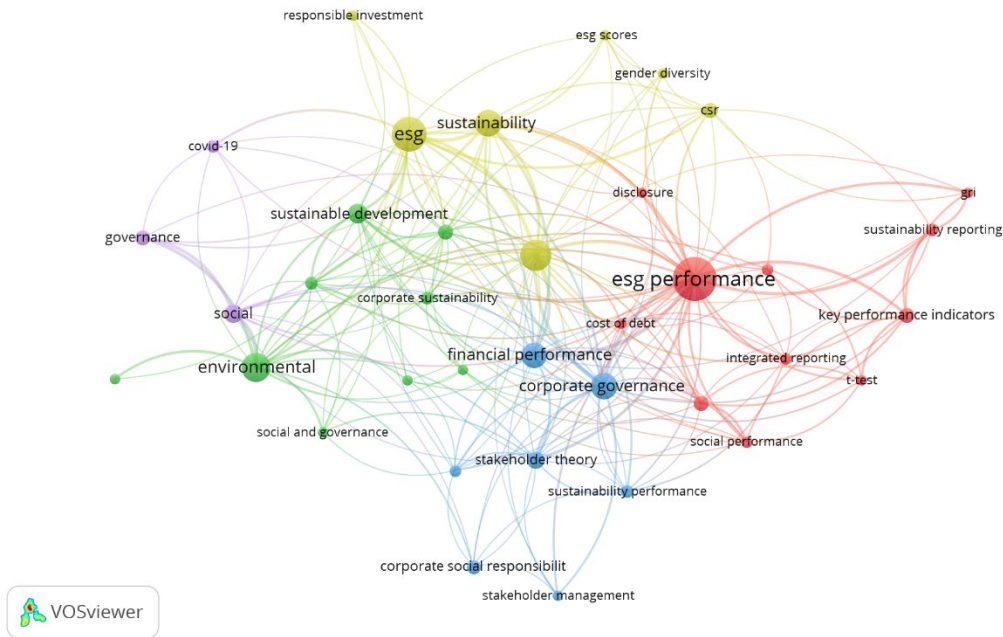 responsible investment
esg scores
gender diversity
csr
esg
sustainability
covid-19
disclosure
gri
sustainable development
sustainability reporting
governance
esg performance
corporate sustainability
social
cost of debt
key performance indicators
financial performance
integrated reporting
environmental
corporate governance
t-test
social and governance
social performance
stakeholder theory
sustainability performance
corporate social responsibilit
stakeholder management
VOSviewer